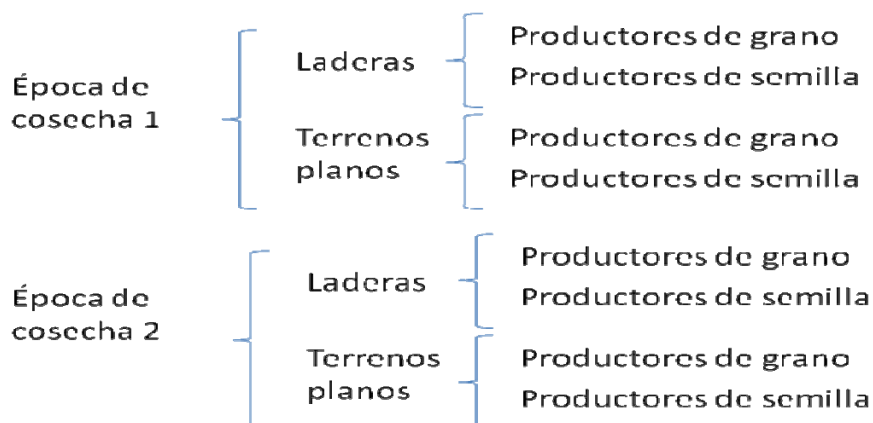 Época de
cosecha 1
Laderas
Productores de grano
Productores de semilla
Terrenos
planos
Productores de grano
Productores de semilla
Época de
cosecha 2
Laderas
Productores de grano
Productores de semilla
Terrenos
planos
Productores de grano
Productores de semilla